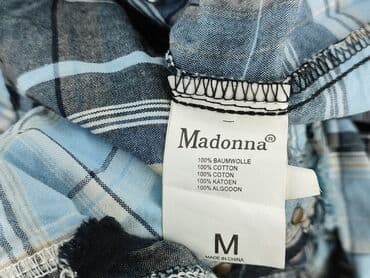 Madonna®
100% BAUMWOLLE
100% COTTON
100% COTON
100% KATOEN
100% ALGODON
M
MADE IN CHINA